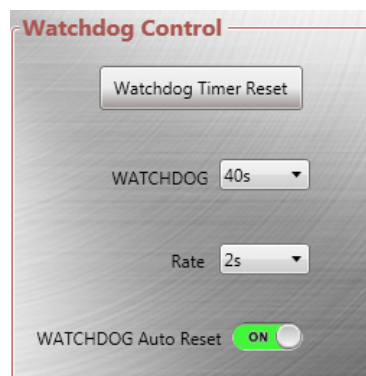 Watchdog Control
Watchdog Timer Reset
WATCHDOG 40s
Rate 2s
WATCHDOG Auto Reset ON